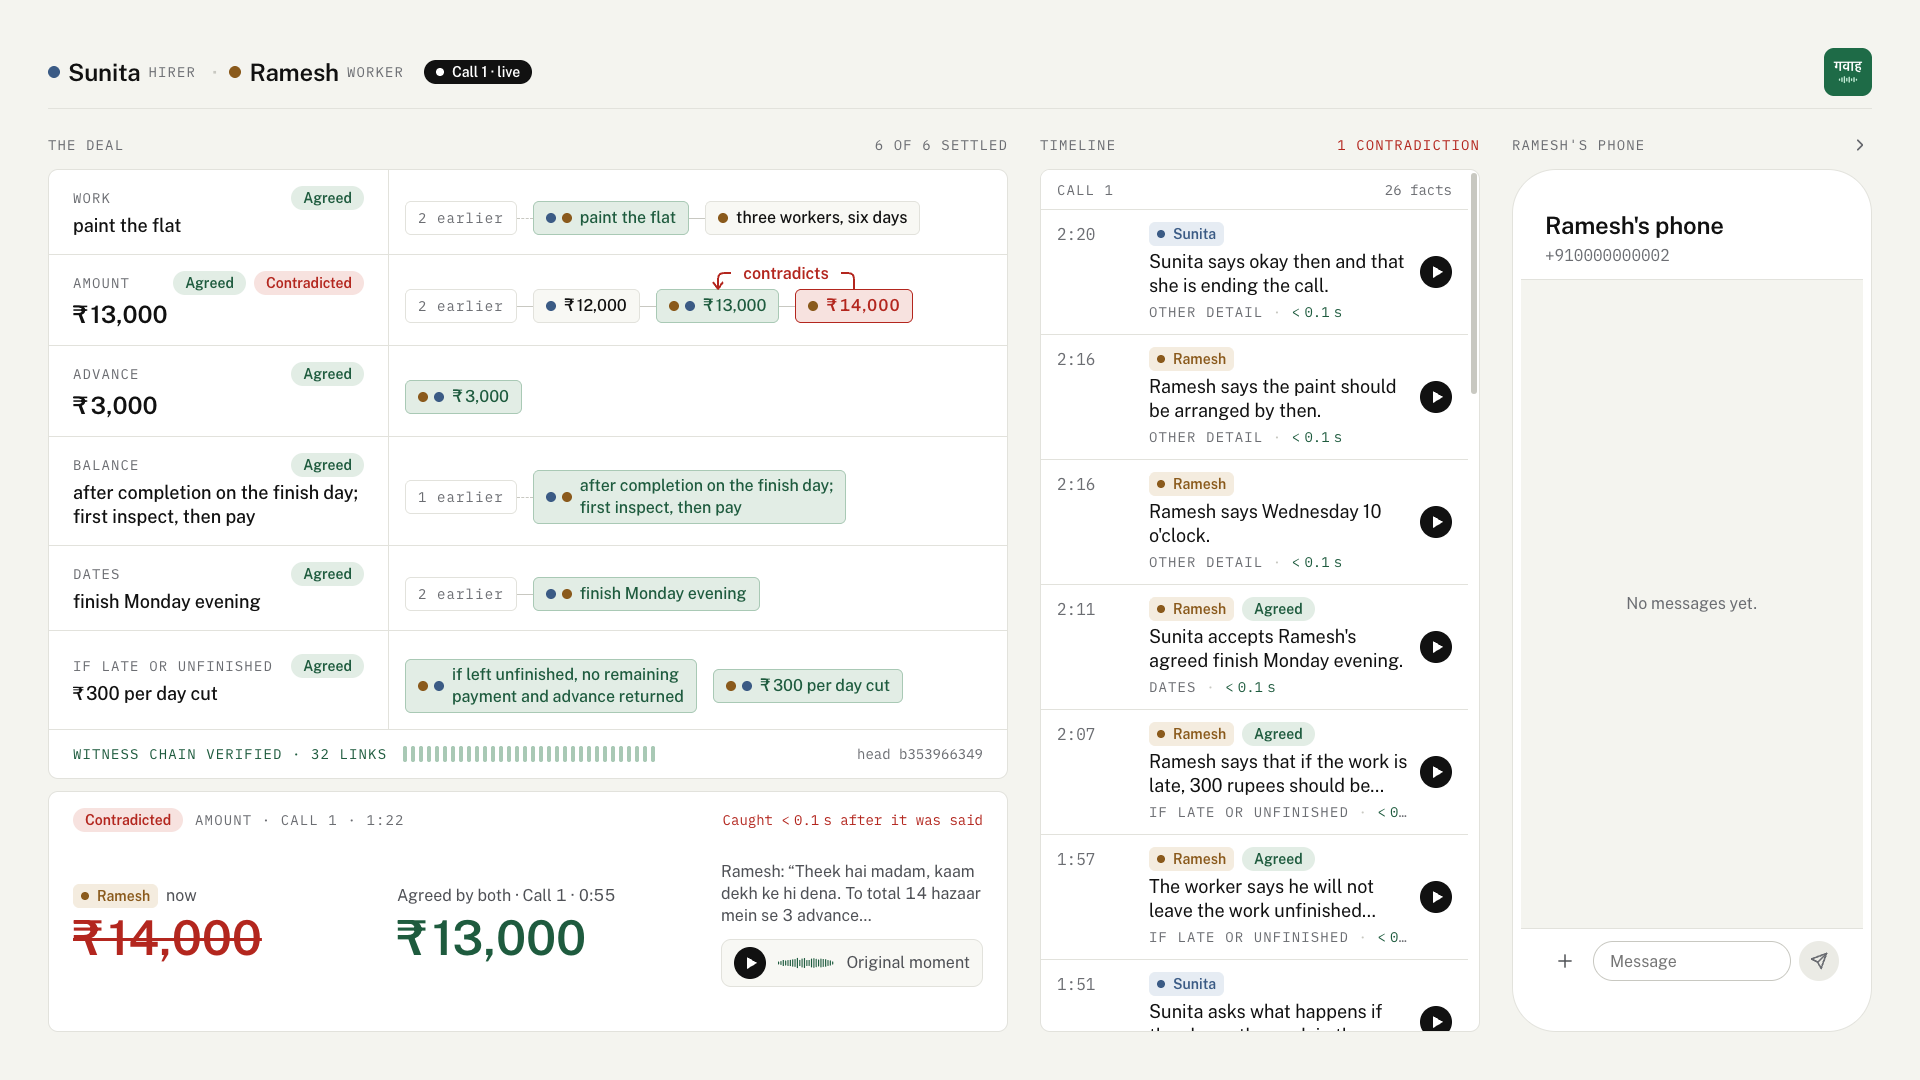 Sunita HIRER · Ramesh WORKER Call 1 · live
गवाह
THE DEAL 6 OF 6 SETTLED
WORK Agreed
paint the flat
2 earlier paint the flat three workers, six days
AMOUNT Agreed Contradicted
₹13,000
contradicts
2 earlier ₹12,000 ₹13,000 ₹14,000
ADVANCE Agreed
₹3,000
₹3,000
BALANCE Agreed
after completion on the finish day;
first inspect, then pay
1 earlier
after completion on the finish day;
first inspect, then pay
DATES Agreed
finish Monday evening
2 earlier finish Monday evening
IF LATE OR UNFINISHED Agreed
₹300 per day cut
if left unfinished, no remaining
payment and advance returned
₹300 per day cut
WITNESS CHAIN VERIFIED · 32 LINKS head b353966349
Contradicted AMOUNT · CALL 1 · 1:22 Caught <0.1s after it was said
Ramesh now
₹14,000
Agreed by both · Call 1 · 0:55
₹13,000
Ramesh: “Theek hai madam, kaam
dekh ke hi dena. To total 14 hazaar
mein se 3 advance…
Original moment
TIMELINE 1 CONTRADICTION
CALL 1 26 facts
2:20 Sunita
Sunita says okay then and that
she is ending the call.
OTHER DETAIL · <0.1s
2:16 Ramesh
Ramesh says the paint should
be arranged by then.
OTHER DETAIL · <0.1s
2:16 Ramesh
Ramesh says Wednesday 10
o'clock.
OTHER DETAIL · <0.1s
2:11 Ramesh Agreed
Sunita accepts Ramesh's
agreed finish Monday evening.
DATES · <0.1s
2:07 Ramesh Agreed
Ramesh says that if the work is
late, 300 rupees should be…
IF LATE OR UNFINISHED · <0…
1:57 Ramesh Agreed
The worker says he will not
leave the work unfinished…
IF LATE OR UNFINISHED · <0…
1:51 Sunita
Sunita asks what happens if
RAMESH'S PHONE
Ramesh's phone
+910000000002
No messages yet.
Message